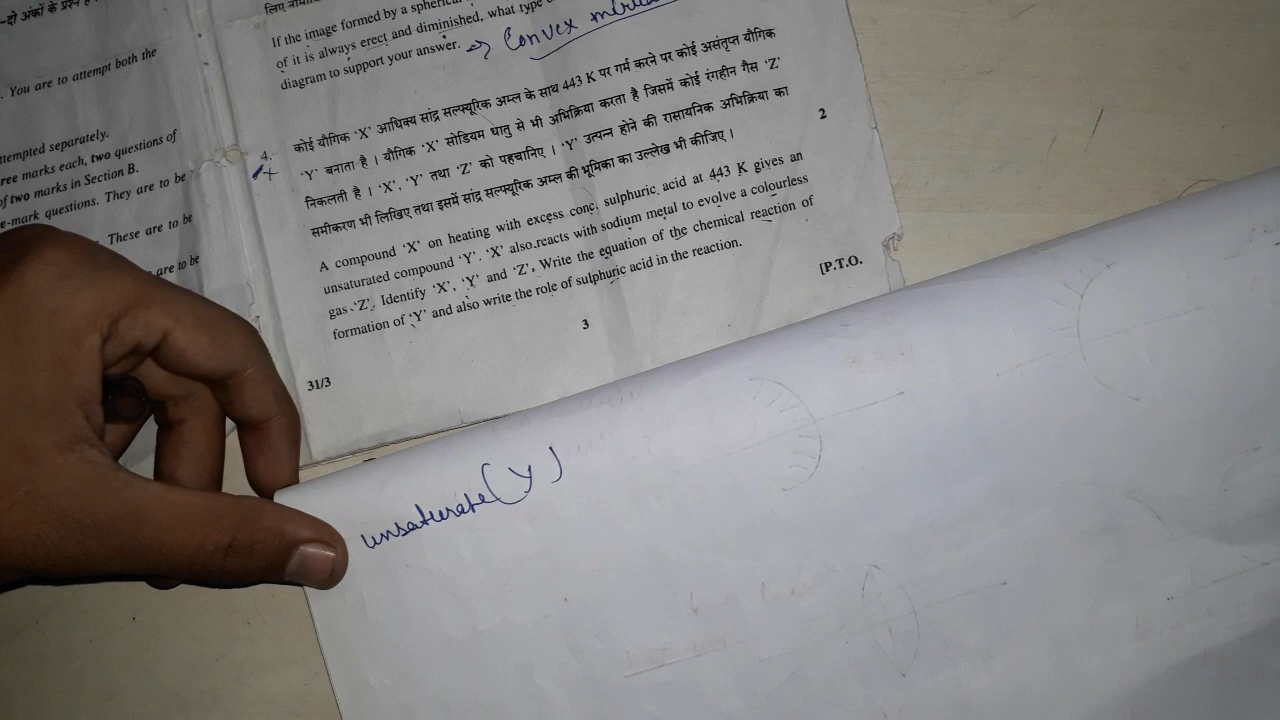 -दो अंकों के प्रश्न
. You are to attempt both the
tempted separately.
ree marks each, two questions of
of two marks in Section B.
e-mark questions. They are to be
These are to be
are to be
लिए
If the image formed by a spherical
of it is always erect and diminished, what type
diagram to support your answer. => Convex
4. कोई यौगिक ‘X’ आधिक्य सांद्र सल्फ्यूरिक अम्ल के साथ 443 K पर गर्म करने पर कोई असंतृप्त यौगिक
‘Y’ बनाता है । यौगिक ‘X’ सोडियम धातु से भी अभिक्रिया करता है जिसमें कोई रंगहीन गैस ‘Z’
निकलती है । ‘X’, ‘Y’ तथा ‘Z’ को पहचानिए । ‘Y’ उत्पन्न होने की रासायनिक अभिक्रिया का
समीकरण भी लिखिए तथा इसमें सांद्र सल्फ्यूरिक अम्ल की भूमिका का उल्लेख भी कीजिए । 2
A compound ‘X’ on heating with excess conc. sulphuric acid at 443 K gives an
unsaturated compound ‘Y’. ‘X’ also reacts with sodium metal to evolve a colourless
gas ‘Z’. Identify ‘X’, ‘Y’ and ‘Z’, Write the equation of the chemical reaction of
formation of ‘Y’ and also write the role of sulphuric acid in the reaction.
31/3 3 [P.T.O.
unsaturate(Y)